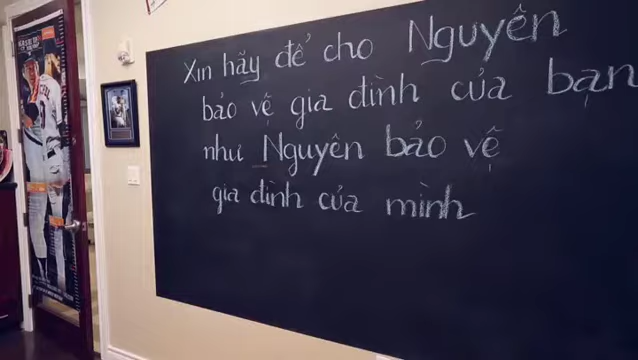 Xin hãy để cho Nguyên
bảo vệ gia đình của bạn
như Nguyên bảo vệ
gia đình của mình